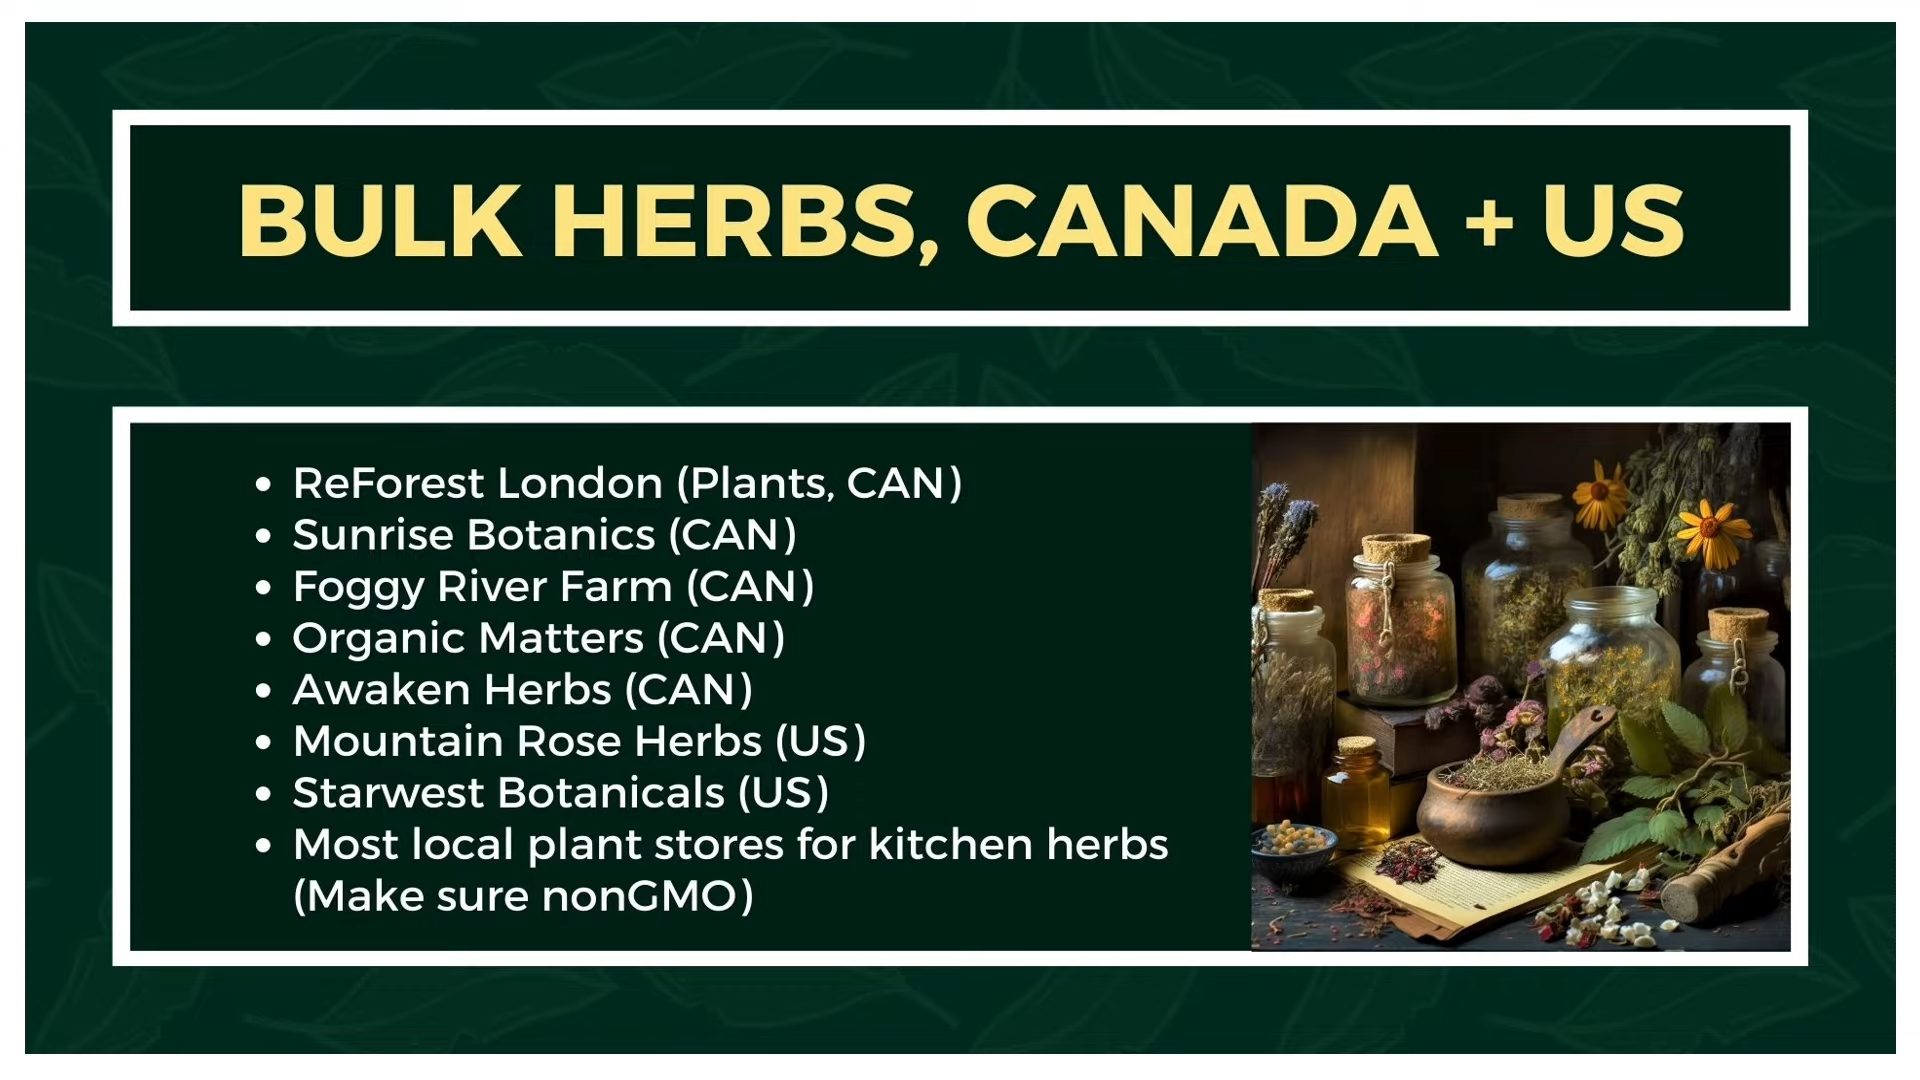 BULK HERBS, CANADA + US
• ReForest London (Plants, CAN)
• Sunrise Botanics (CAN)
• Foggy River Farm (CAN)
• Organic Matters (CAN)
• Awaken Herbs (CAN)
• Mountain Rose Herbs (US)
• Starwest Botanicals (US)
• Most local plant stores for kitchen herbs
(Make sure nonGMO)